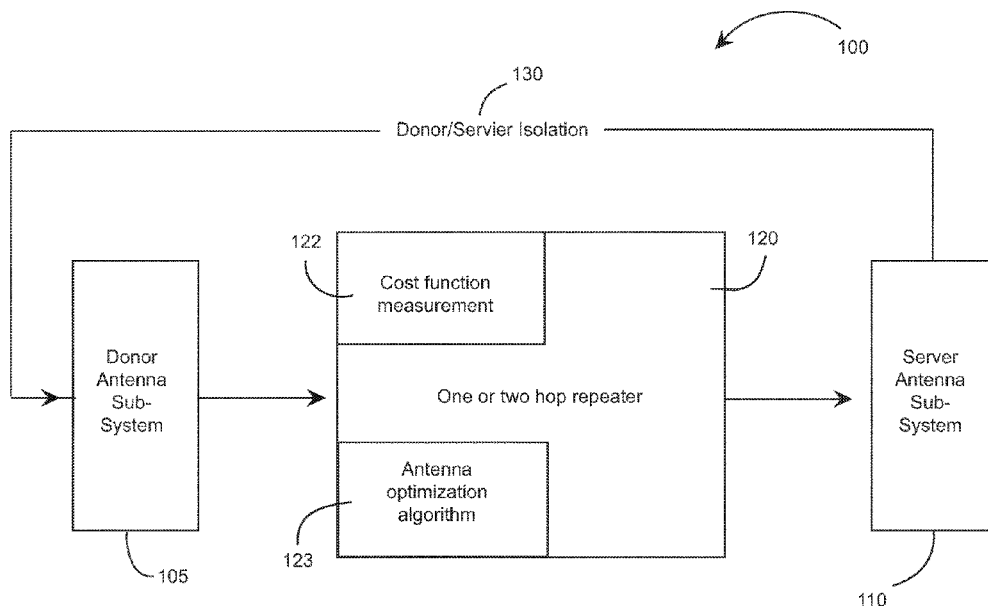 100
130
Donor/Servier Isolation
122
120
Cost function
measurement
Donor
Antenna
Sub-
System
One or two hop repeater
Server
Antenna
Sub-
System
Antenna
optimization
algorithm
123
105
110